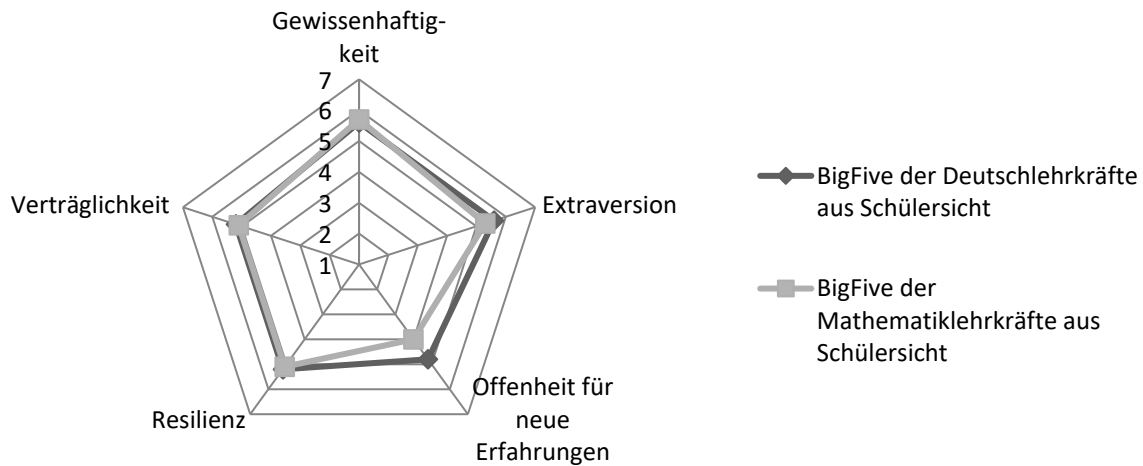 Gewissenhaftig-
keit
7
6
5
4
3
2
1
Extraversion
Offenheit für
neue
Erfahrungen
Resilienz
Verträglichkeit
BigFive der Deutschlehrkräfte
aus Schülersicht
BigFive der
Mathematiklehrkräfte aus
Schülersicht